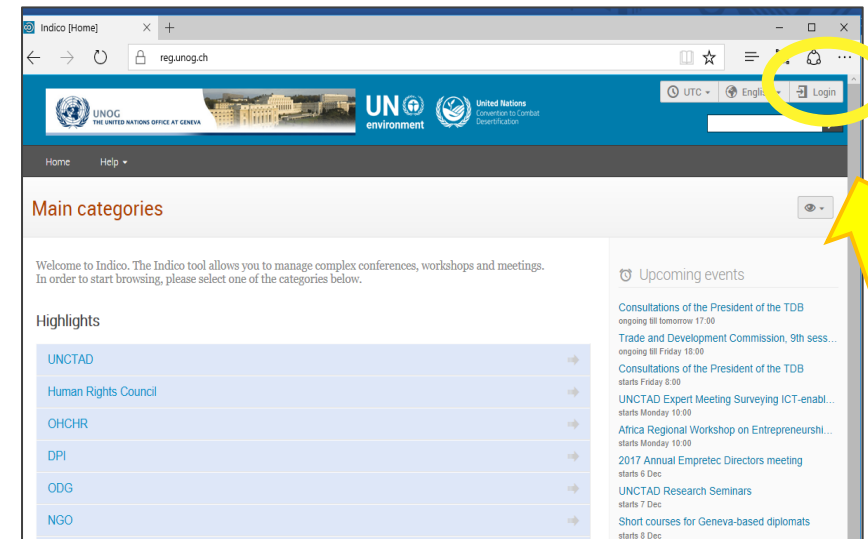 Indico [Home]
reg.unog.ch
UTC
Login
UNOG
THE UNITED NATIONS OFFICE AT GENEVA
UN
environment
United Nations
Convention to Combat
Desertification
Home Help
Main categories
Welcome to Indico. The Indico tool allows you to manage complex conferences, workshops and meetings.
In order to start browsing, please select one of the categories below.
Highlights
UNCTAD
Human Rights Council
OHCHR
DPI
ODG
NGO
Upcoming events
Consultations of the President of the TDB
ongoing till tomorrow 17:00
Trade and Development Commission, 9th sess...
ongoing till Friday 18:00
Consultations of the President of the TDB
starts Friday 8:00
UNCTAD Expert Meeting Surveying ICT-enabl...
starts Monday 10:00
Africa Regional Workshop on Entrepreneurshi...
starts Monday 10:00
2017 Annual Empretec Directors meeting
starts 6 Dec
UNCTAD Research Seminars
starts 7 Dec
Short courses for Geneva-based diplomats
starts 8 Dec